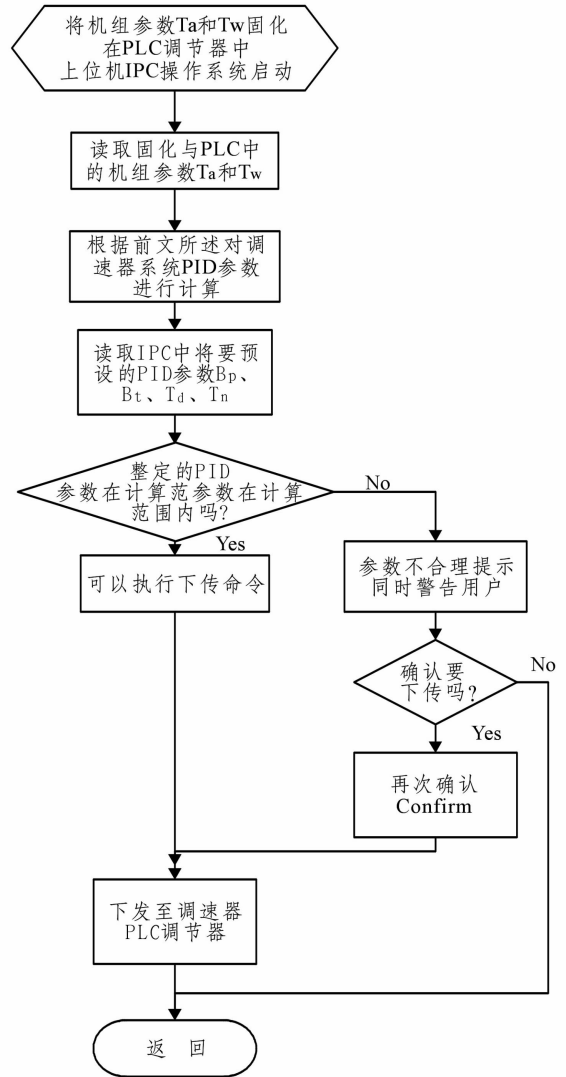 将机组参数Ta和Tw固化
在PLC调节器中
上位机IPC操作系统启动
读取固化与PLC中
的机组参数Ta和Tw
根据前文所述对调
速器系统PID参数
进行计算
读取IPC中将要预
设的PID参数Bp、
Bt、Td、Tn
整定的PID
参数在计算范参数在计算
范围内吗?
No
Yes
可以执行下传命令
参数不合理提示
同时警告用户
确认要
下传吗?
No
Yes
再次确认
Confirm
下发至调速器
PLC调节器
返 回